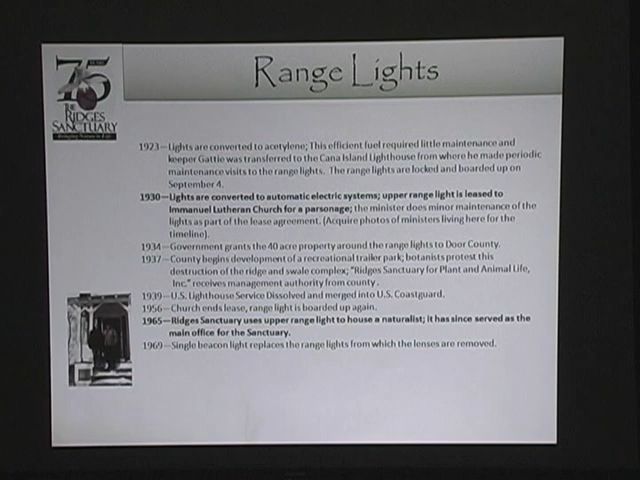 75
Range Lights
THE
RIDGES
SANCTUARY
1923—Lights are converted to acetylene; This efficient fuel required little maintenance and
keeper Gattie was transferred to the Cana Island Lighthouse from where he made periodic
maintenance visits to the range lights. The range lights are locked and boarded up on
September 4.
1930—Lights are converted to automatic electric systems; upper range light is leased to
Immanuel Lutheran Church for a parsonage; the minister does minor maintenance of the
lights as part of the lease agreement. (Acquire photos of ministers living here for the
timeline).
1934—Government grants the 40 acre property around the range lights to Door County.
1937—County begins development of a recreational trailer park; botanists protest this
destruction of the ridge and swale complex; "Ridges Sanctuary for Plant and Animal Life,
Inc." receives management authority from county.
1939—U.S. Lighthouse Service Dissolved and merged into U.S. Coastguard.
1956—Church ends lease, range light is boarded up again.
1965—Ridges Sanctuary uses upper range light to house a naturalist; it has since served as the
main office for the Sanctuary.
1969—Single beacon light replaces the range lights from which the lenses are removed.